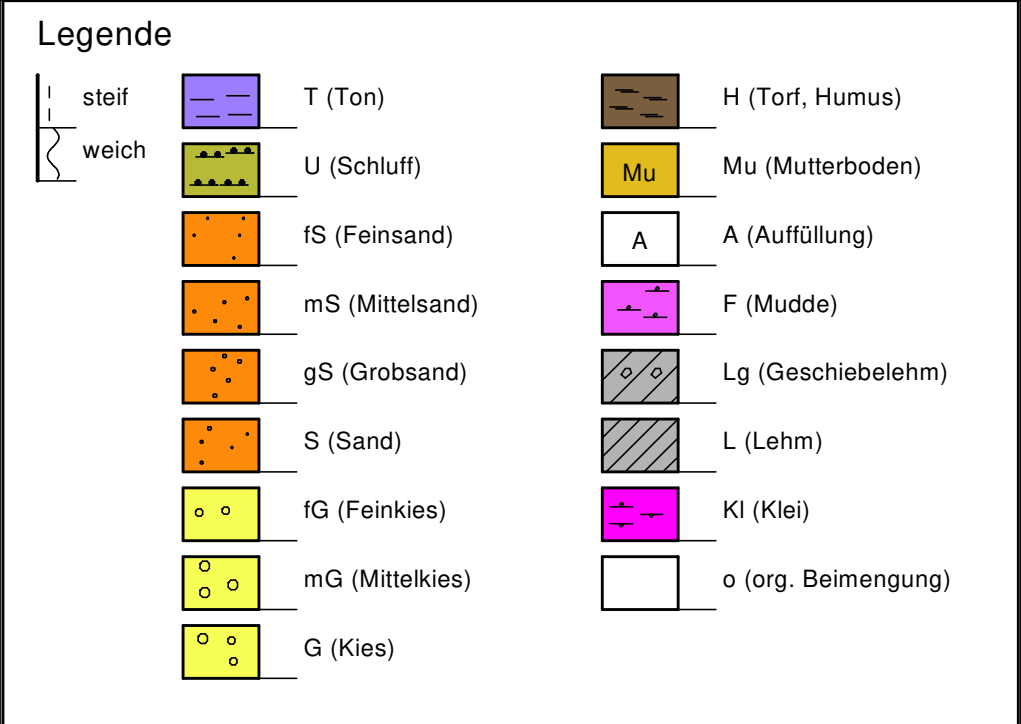 Legende
steif
weich
T (Ton)
U (Schluff)
fS (Feinsand)
mS (Mittelsand)
gS (Grobsand)
S (Sand)
fG (Feinkies)
mG (Mittelkies)
G (Kies)
H (Torf, Humus)
Mu Mu (Mutterboden)
A A (Auffüllung)
F (Mudde)
Lg (Geschiebelehm)
L (Lehm)
Kl (Klei)
o (org. Beimengung)